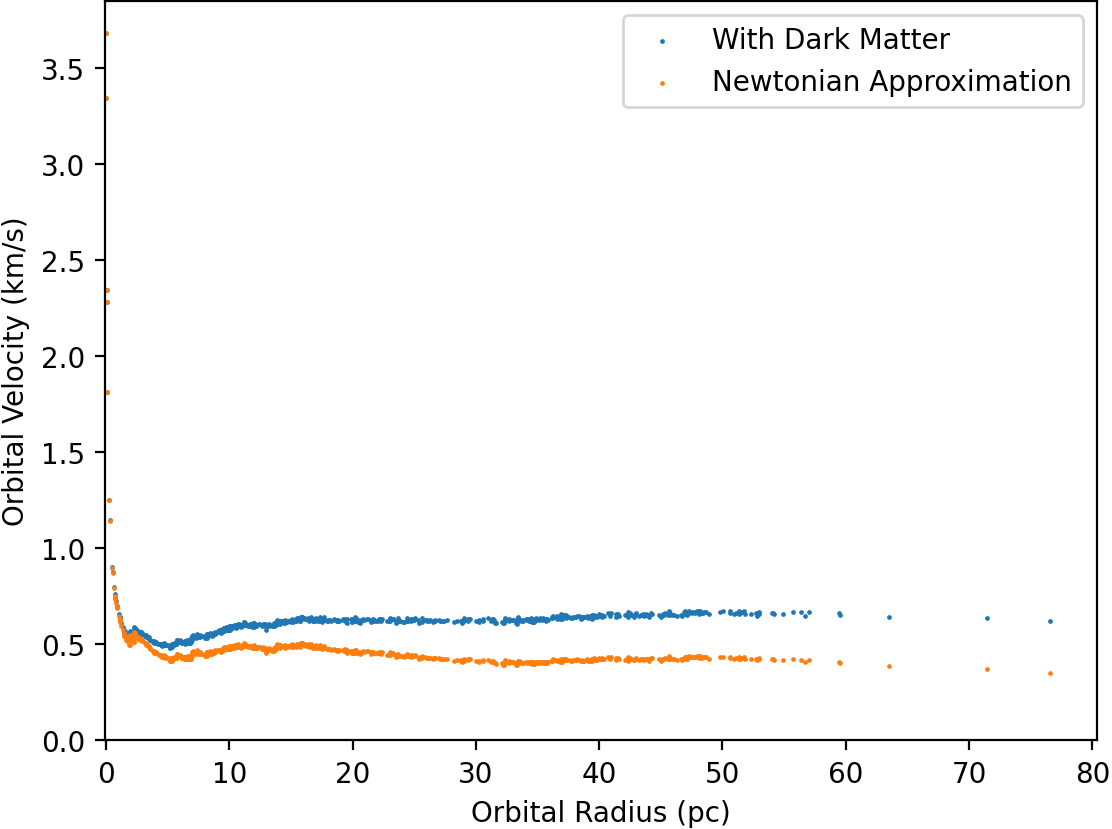 With Dark Matter
Newtonian Approximation
3.5
3.0
2.5
2.0
1.5
1.0
0.5
0.0
Orbital Velocity (km/s)
0 10 20 30 40 50 60 70 80
Orbital Radius (pc)